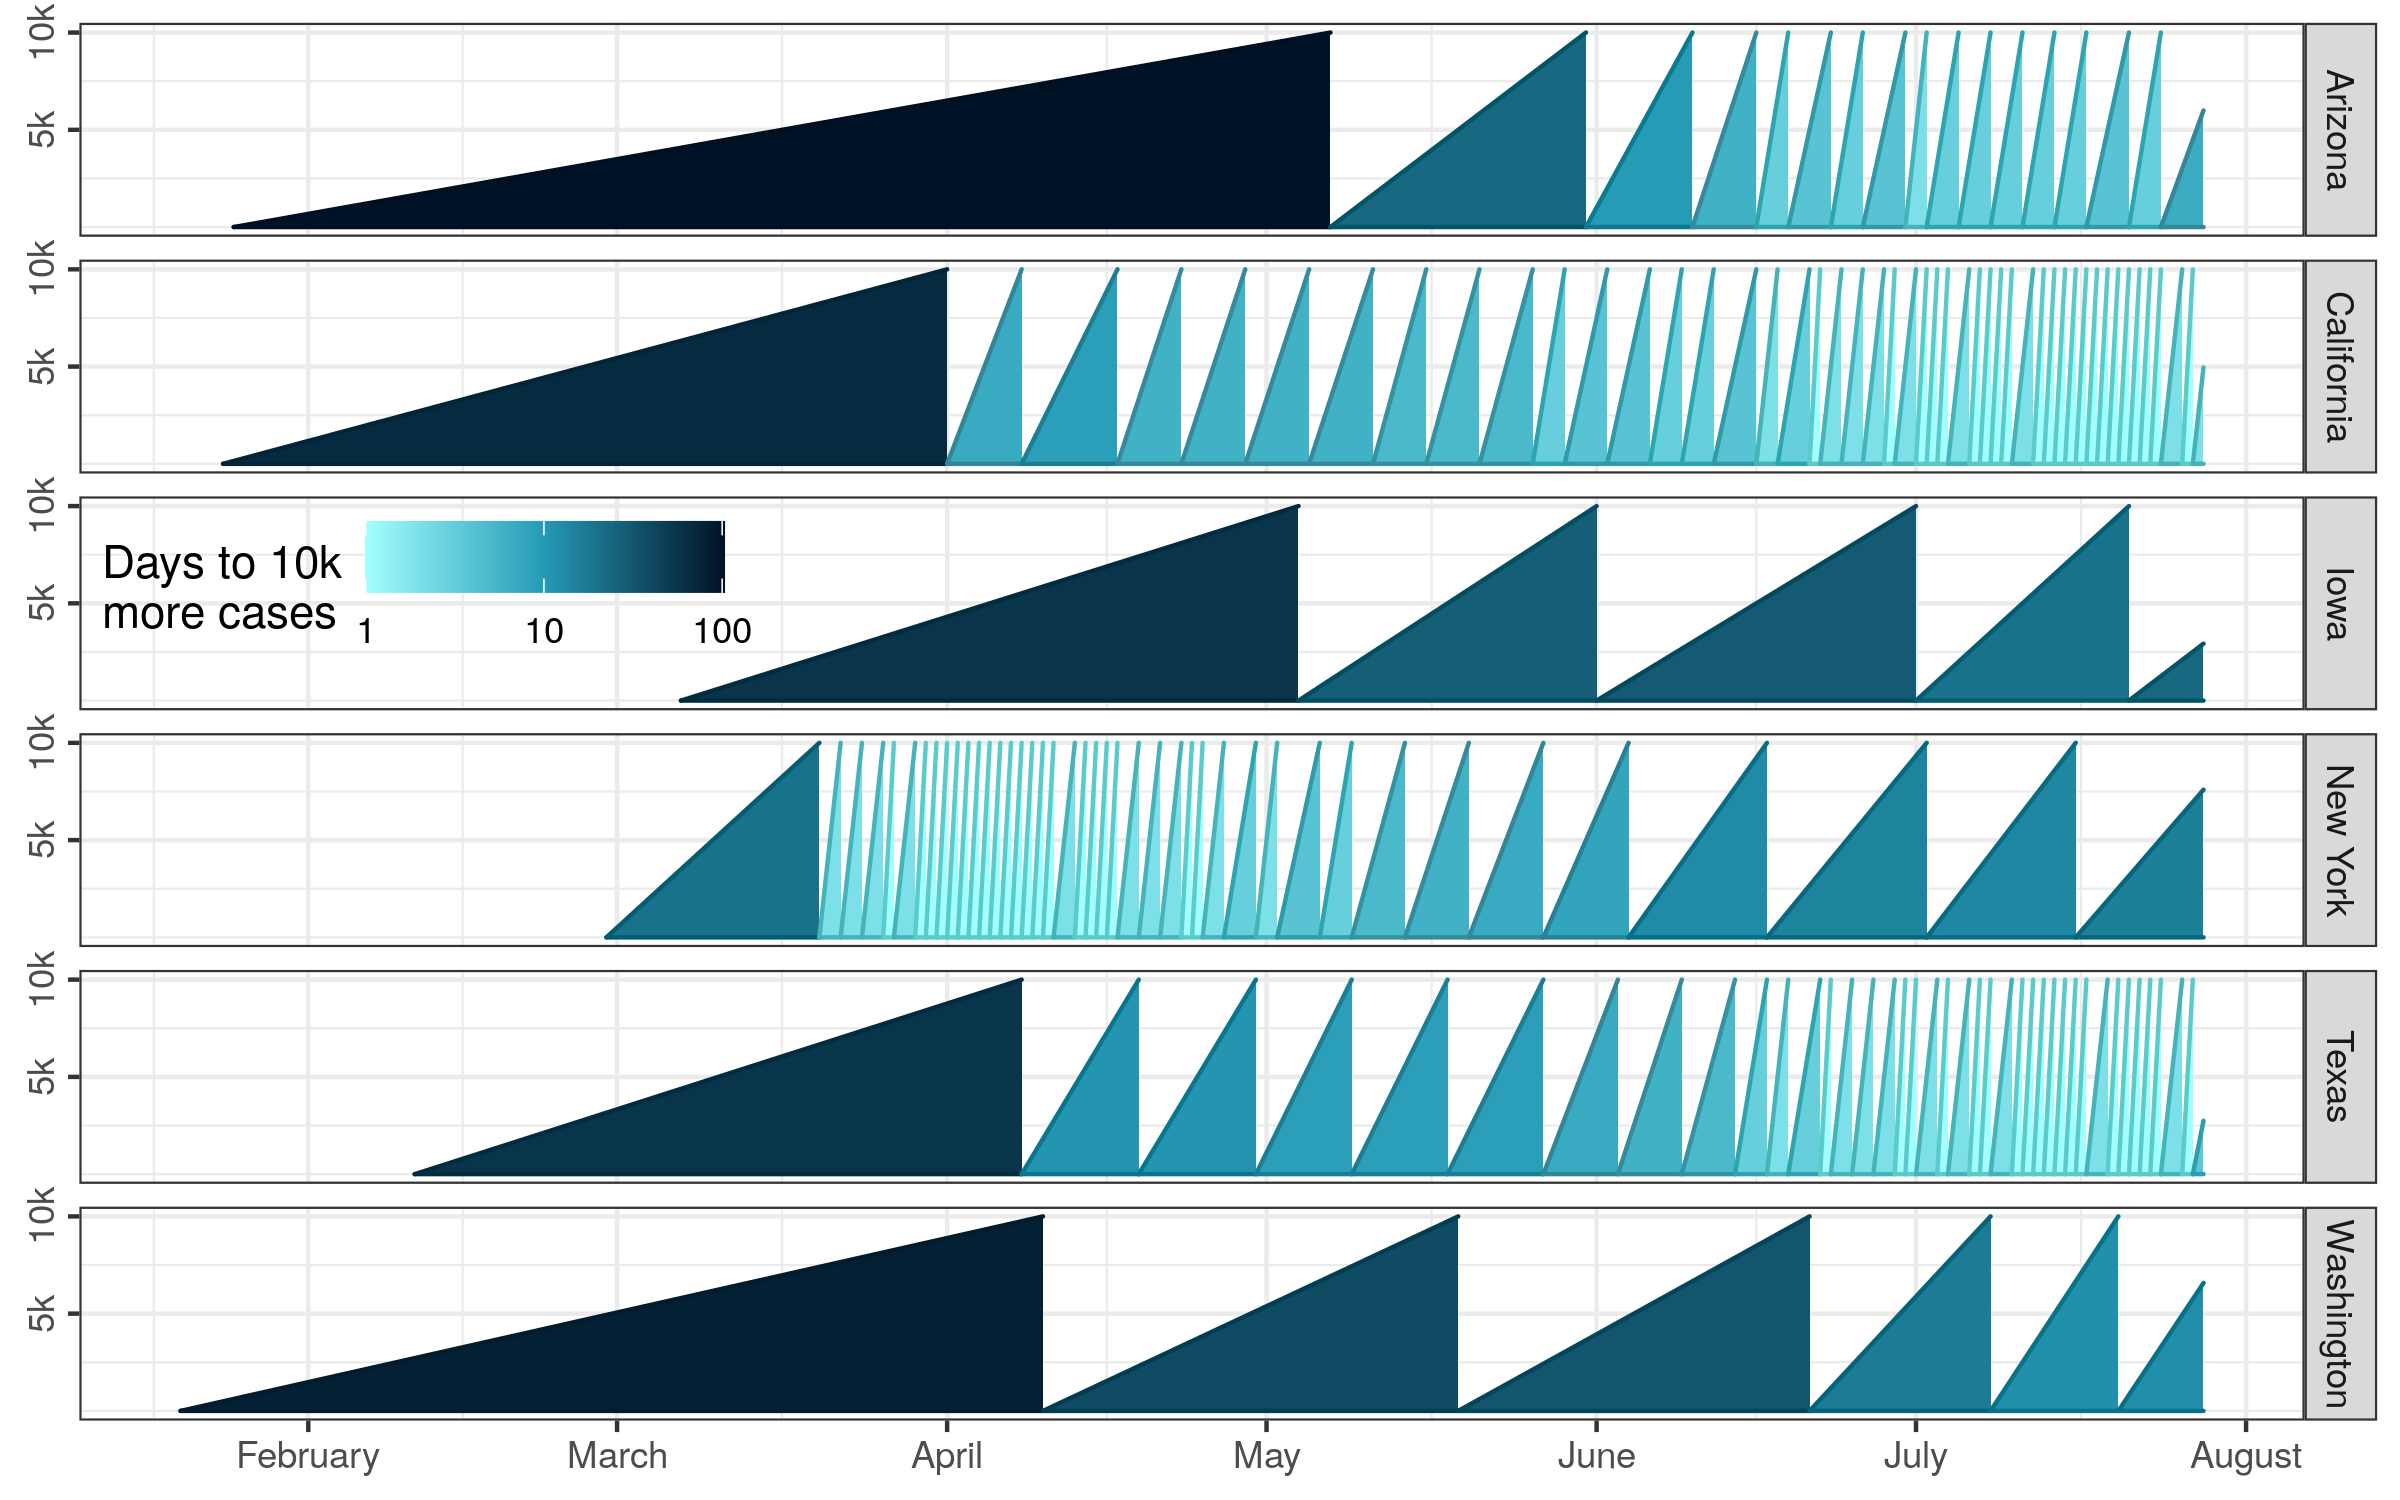 10k
5k
Arizona
10k
5k
California
10k
5k
Iowa
Days to 10k
more cases
1 10 100
10k
5k
New York
10k
5k
Texas
10k
5k
Washington
February March April May June July August